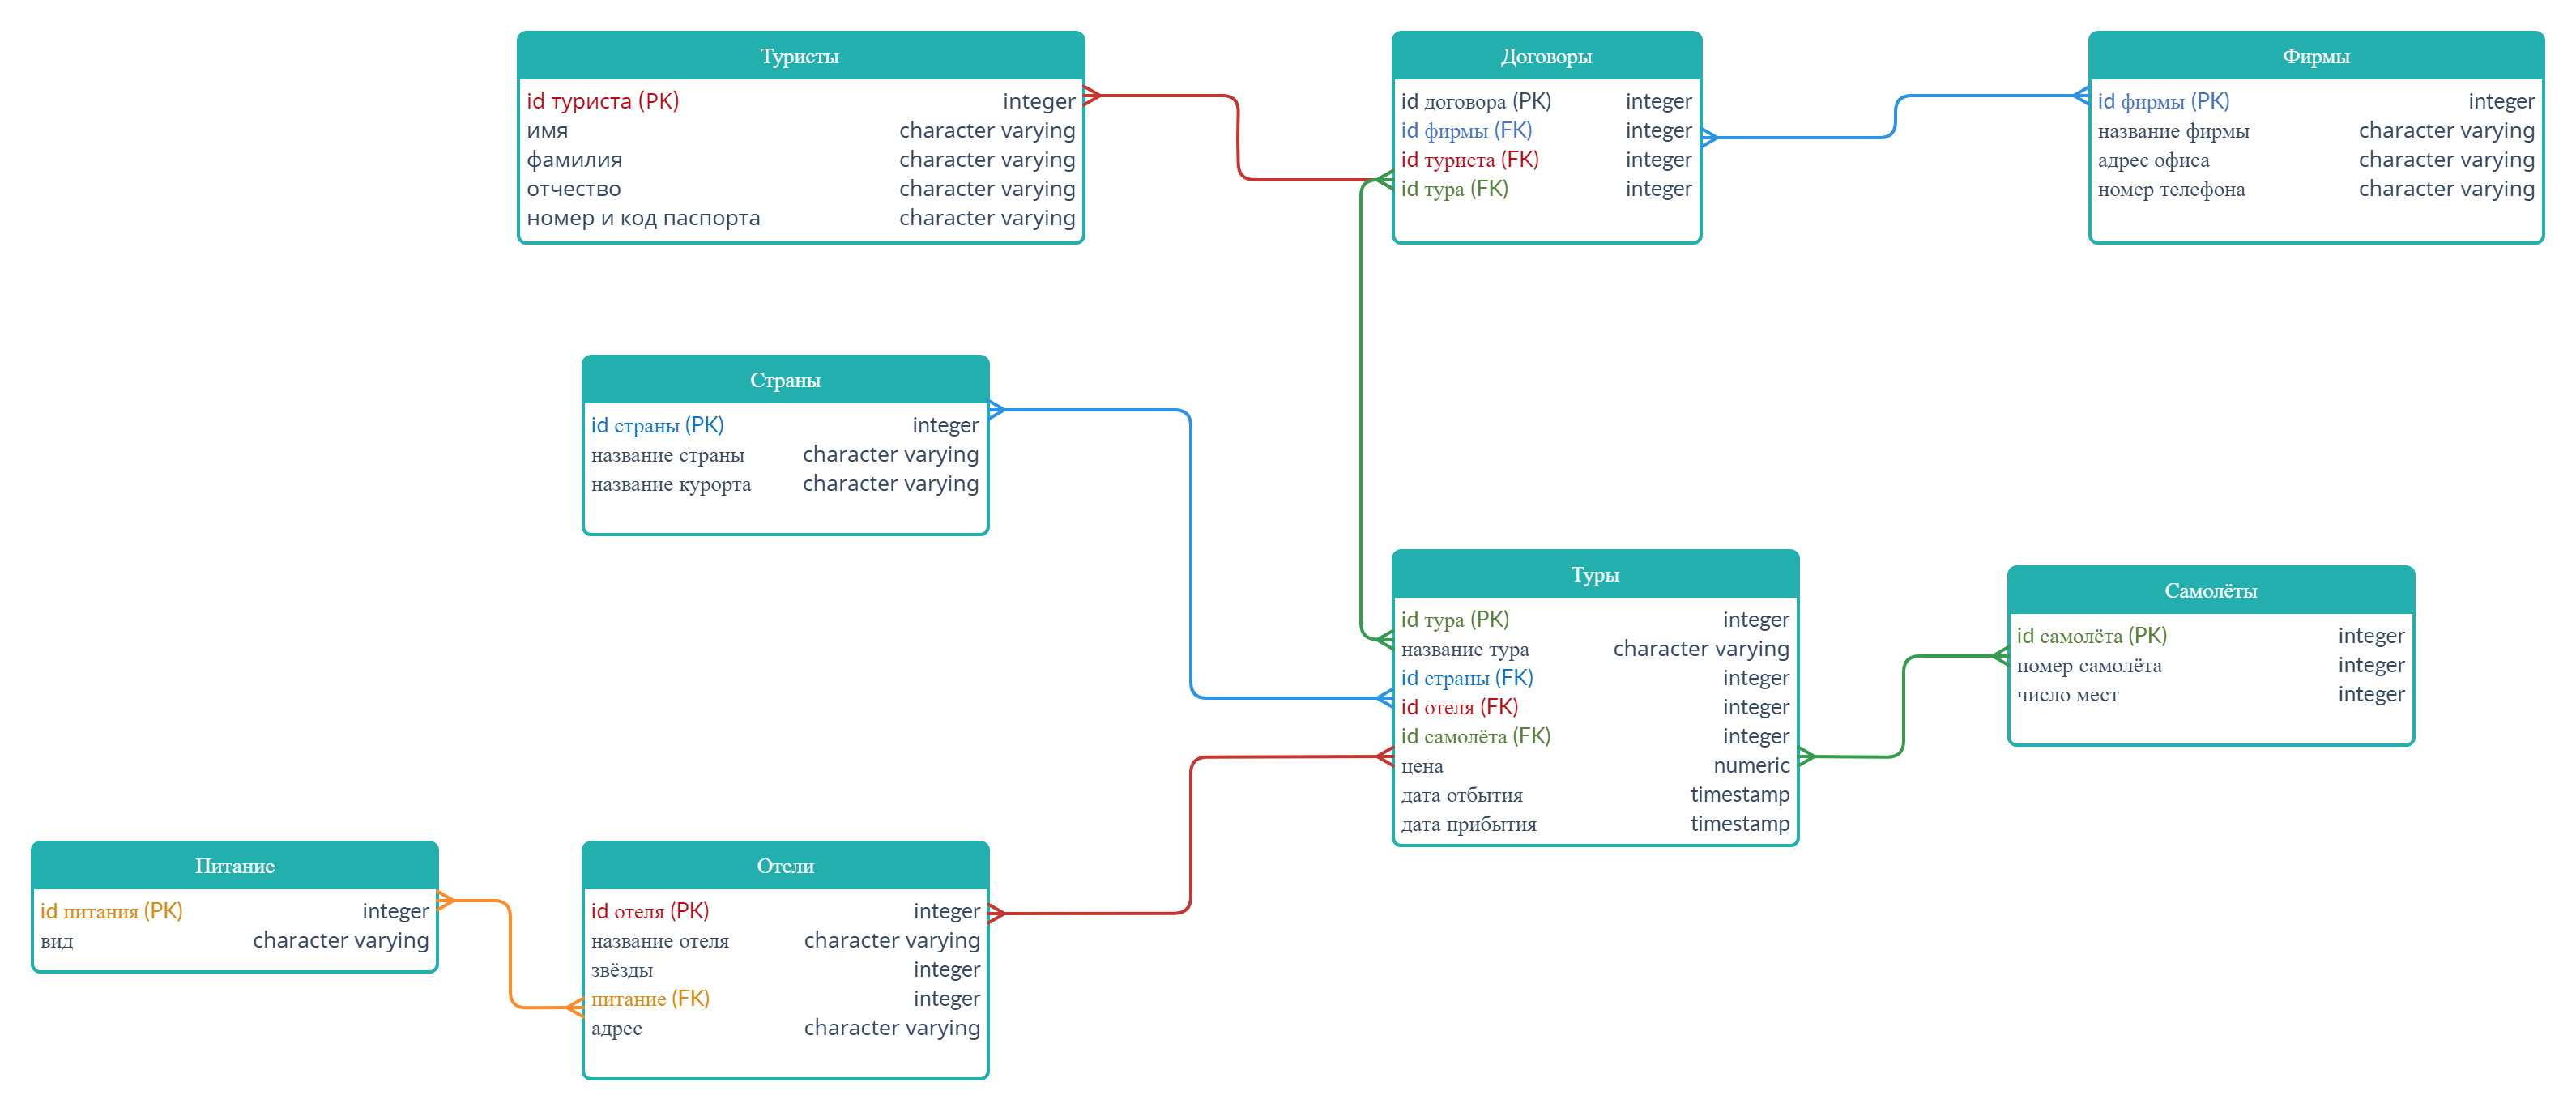 Туристы
id туриста (PK) integer
имя character varying
фамилия character varying
отчество character varying
номер и код паспорта character varying
Договоры
id договора (PK) integer
id фирмы (FK) integer
id туриста (FK) integer
id тура (FK) integer
Фирмы
id фирмы (PK) integer
название фирмы character varying
адрес офиса character varying
номер телефона character varying
Страны
id страны (PK) integer
название страны character varying
название курорта character varying
Туры
id тура (PK) integer
название тура character varying
id страны (FK) integer
id отеля (FK) integer
id самолёта (FK) integer
цена numeric
дата отбытия timestamp
дата прибытия timestamp
Самолёты
id самолёта (PK) integer
номер самолёта integer
число мест integer
Питание
id питания (PK) integer
вид character varying
Отели
id отеля (PK) integer
название отеля character varying
звёзды integer
питание (FK) integer
адрес character varying